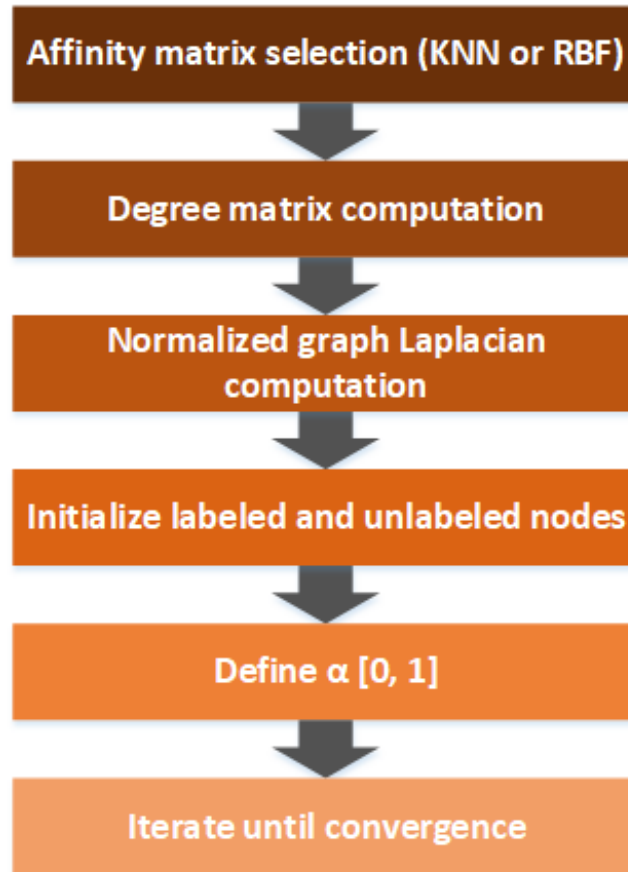 Affinity matrix selection (KNN or RBF)
Degree matrix computation
Normalized graph Laplacian
computation
Initialize labeled and unlabeled nodes
Define α [0, 1]
Iterate until convergence